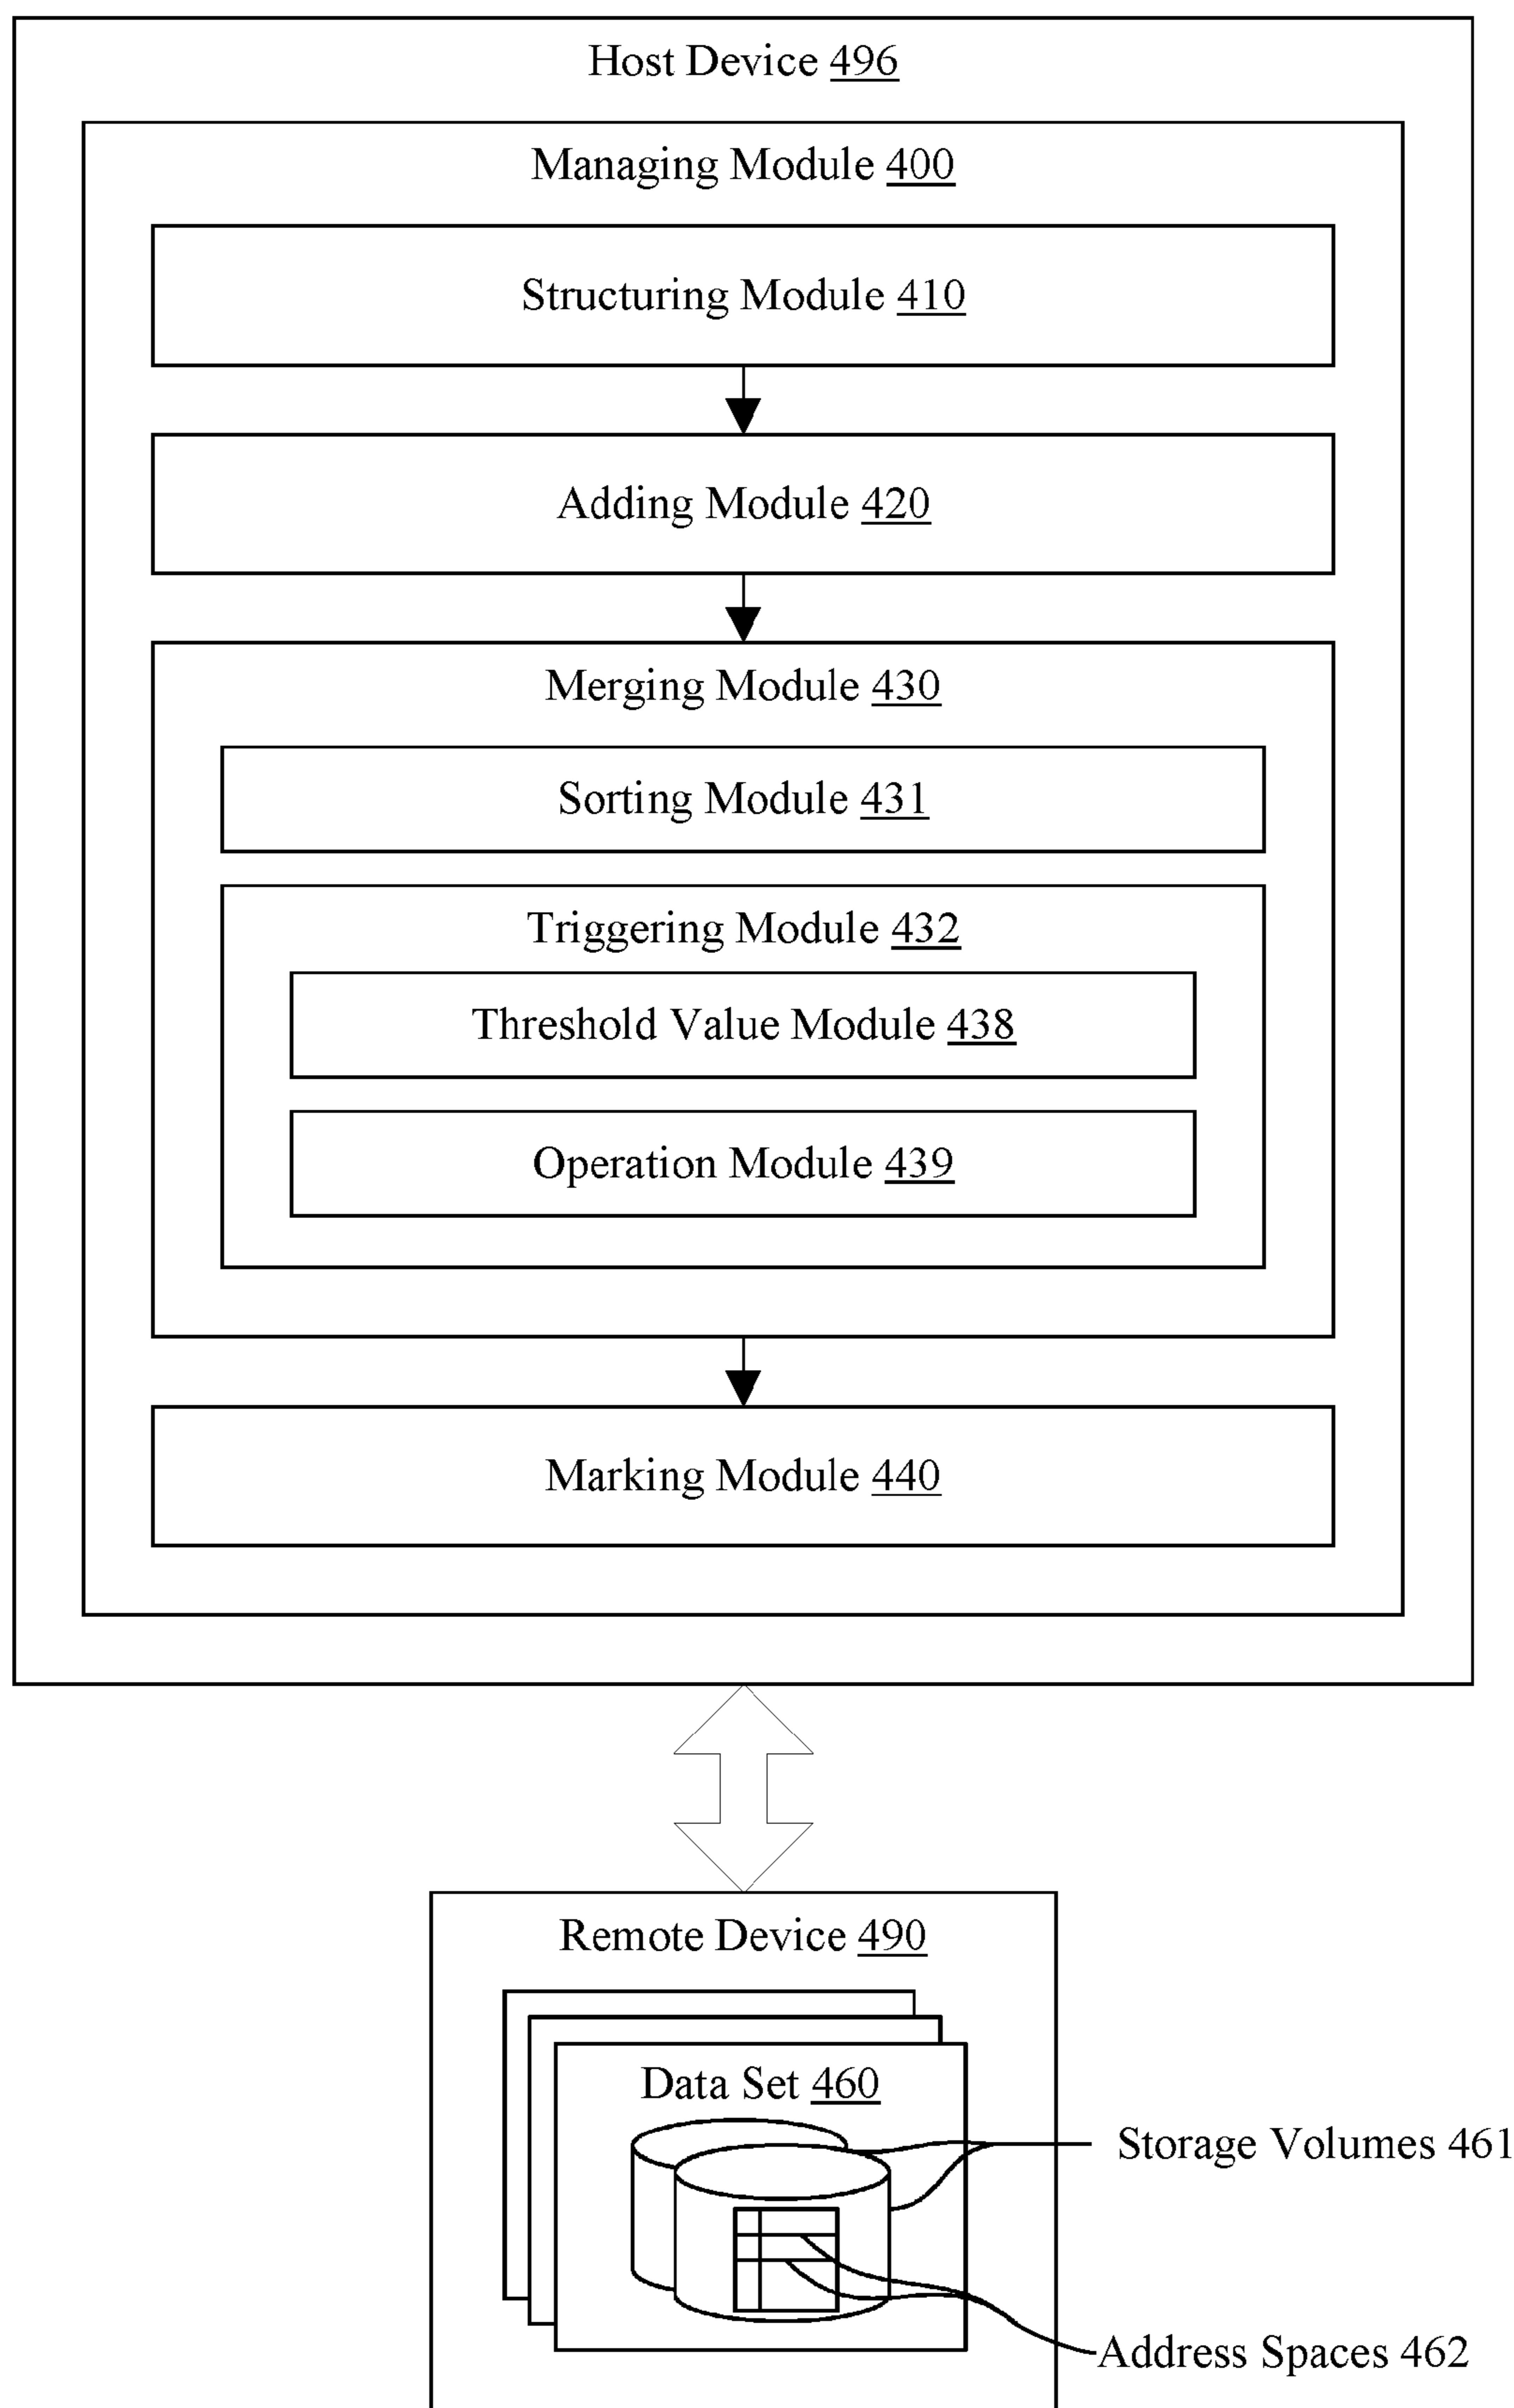 Host Device 496
Managing Module 400
Structuring Module 410
Adding Module 420
Merging Module 430
Sorting Module 431
Triggering Module 432
Threshold Value Module 438
Operation Module 439
Marking Module 440
Remote Device 490
Data Set 460
Storage Volumes 461
Address Spaces 462